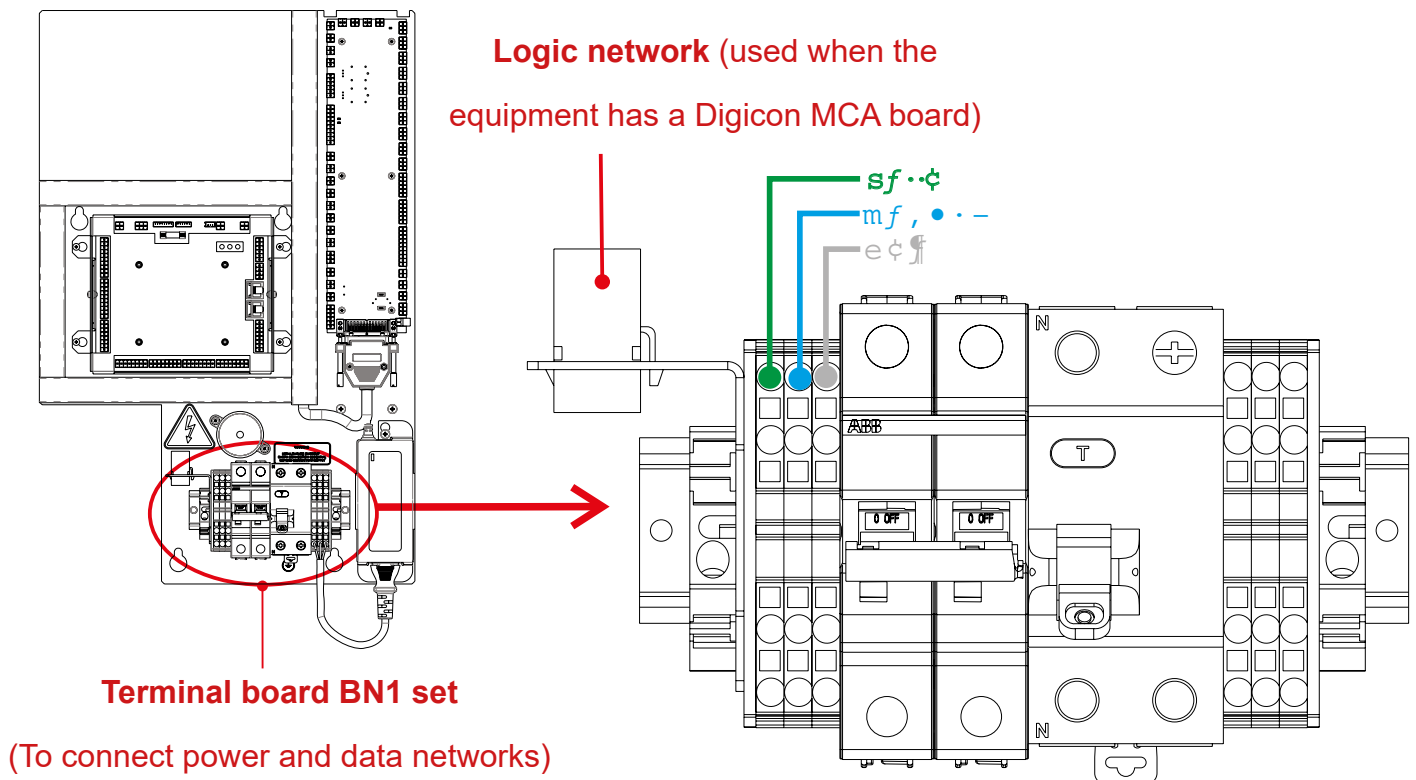 Logic network (used when the
equipment has a Digicon MCA board)
N
ABB
T
0 OFF
0 OFF
N
Terminal board BN1 set
(To connect power and data networks)